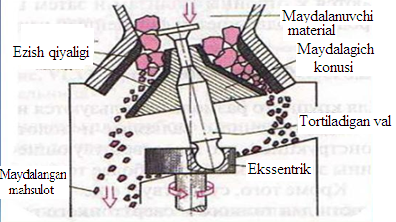 Maydalanuvchi
material
Ezish qiyaligi
Maydalagich
konusi
Tortiladigan val
Ekssentrik
Maydalangan
mahsulot